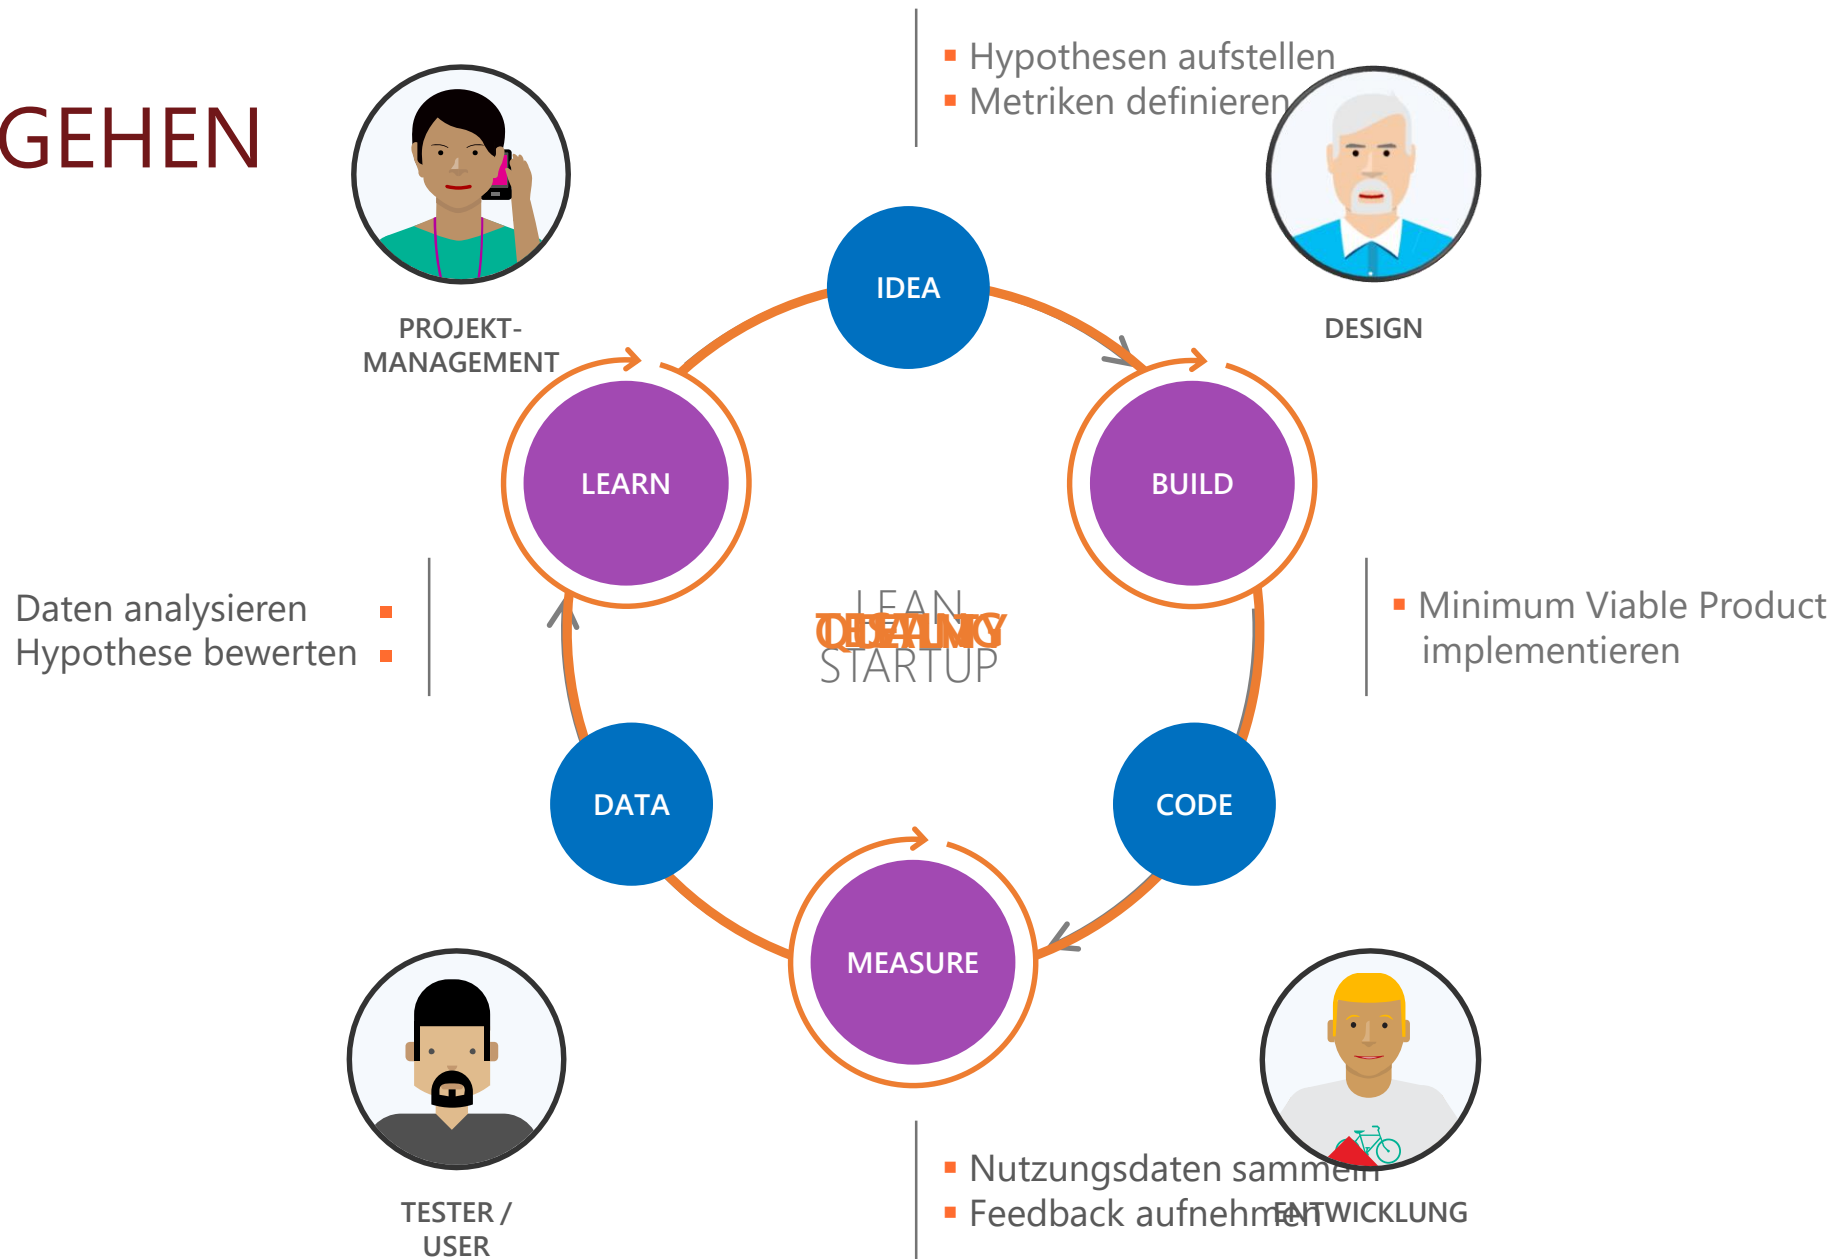 GEHEN
Hypothesen aufstellen
Metriken definieren
PROJEKT-
MANAGEMENT
DESIGN
IDEA
LEARN
BUILD
Daten analysieren
Hypothese bewerten
LEAN
STARTUP
Minimum Viable Product
implementieren
DATA
CODE
MEASURE
Nutzungsdaten sammeln
Feedback aufnehmen
TESTER /
USER
ENTWICKLUNG